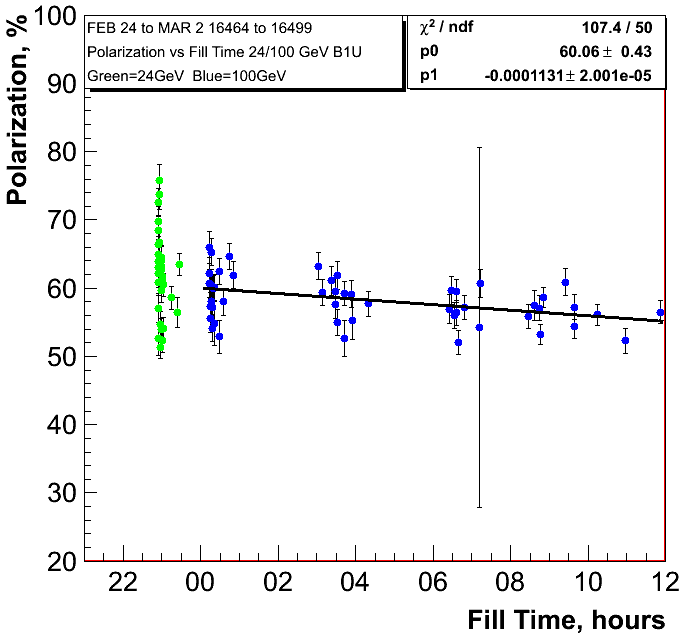 FEB 24 to MAR 2 16464 to 16499
Polarization vs Fill Time 24/100 GeV B1U
Green=24GeV Blue=100GeV
χ² / ndf 107.4 / 50
p0 60.06 ± 0.43
p1 -0.0001131 ± 2.001e-05
Polarization, %
100
90
80
70
60
50
40
30
20
22 00 02 04 06 08 10 12
Fill Time, hours